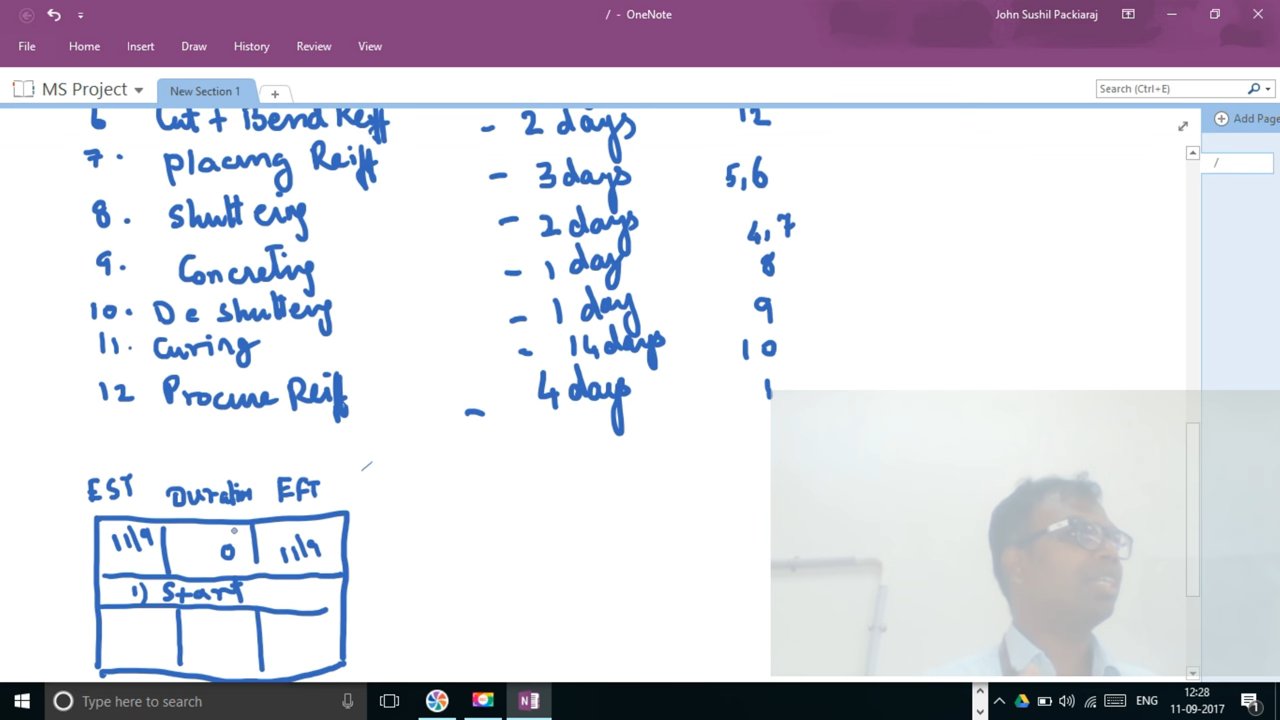 / - OneNote
John Sushil Packiaraj
File Home Insert Draw History Review View
MS Project
New Section 1
+
Search (Ctrl+E)
Add Page
/
6 Cut + Bend Reiff - 2 days 12
7. placing Reiff - 3 days 5,6
8. Shuttering - 2 days 4,7
9. Concreting - 1 day 8
10. De shutterg - 1 day 9
11. Curing - 14 days 10
12 Procure Reiff - 4 days 1
EST Duration EFT
11/9 0 11/9
1) Start
Type here to search
ENG
12:28
11-09-2017